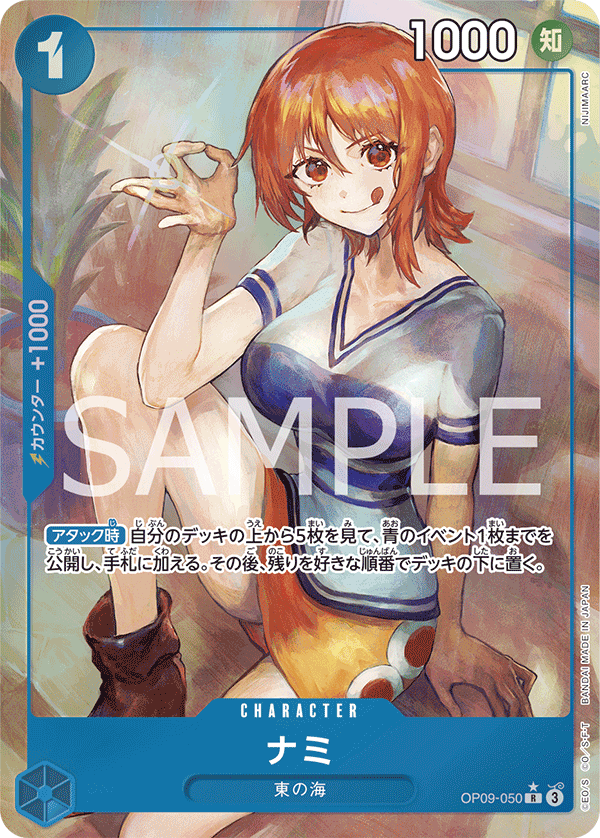 1
1000 知
NIJIMAARC
カウンター +1000
SAMPLE
アタック時 自分のデッキの上から5枚を見て、青のイベント1枚までを
公開し、手札に加える。その後、残りを好きな順番でデッキの下に置く。
CHARACTER
ナミ
東の海
OP09-050 R 3
©EO/S ©O/S・F・T BANDAI MADE IN JAPAN